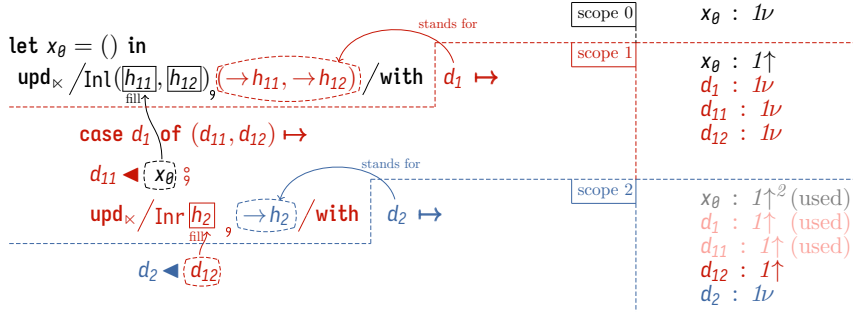 stands for
scope 0
x₀ : 1ν
let x₀ = () in
scope 1
x₀ : 1↑
upd⋉ ⧸Inl(h₁₁, h₁₂) , (→h₁₁, →h₁₂)⧸with d₁ ↦
d₁ : 1ν
fill
d₁₁ : 1ν
case d₁ of (d₁₁, d₁₂) ↦
d₁₂ : 1ν
stands for
d₁₁ ◀ x₀ ⨟
scope 2
x₀ : 1↑² (used)
upd⋉ ⧸Inr h₂ , →h₂ ⧸with d₂ ↦
d₁ : 1↑ (used)
fill
d₁₁ : 1↑ (used)
d₂ ◀ d₁₂
d₁₂ : 1↑
d₂ : 1ν